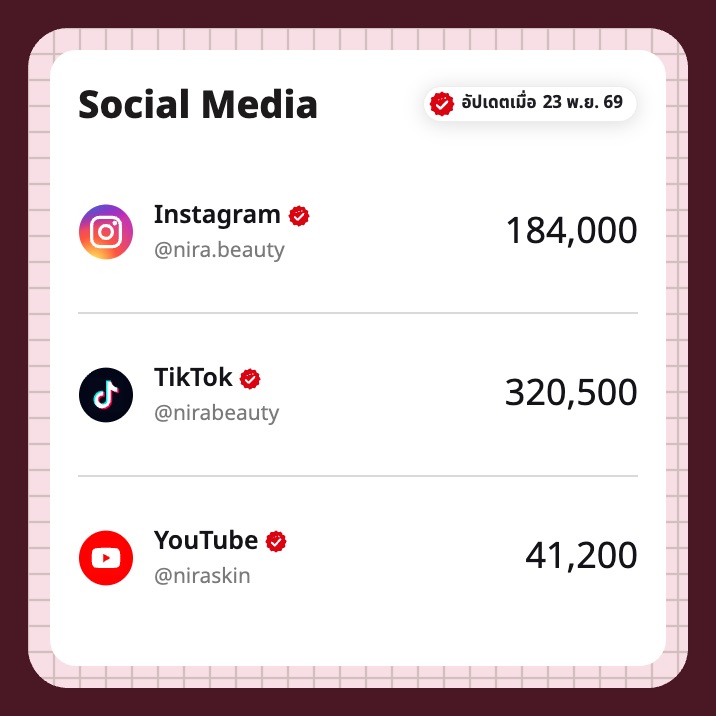 Social Media
อัปเดตเมื่อ 23 พ.ย. 69
Instagram
@nira.beauty
184,000
TikTok
@nirabeauty
320,500
YouTube
@niraskin
41,200